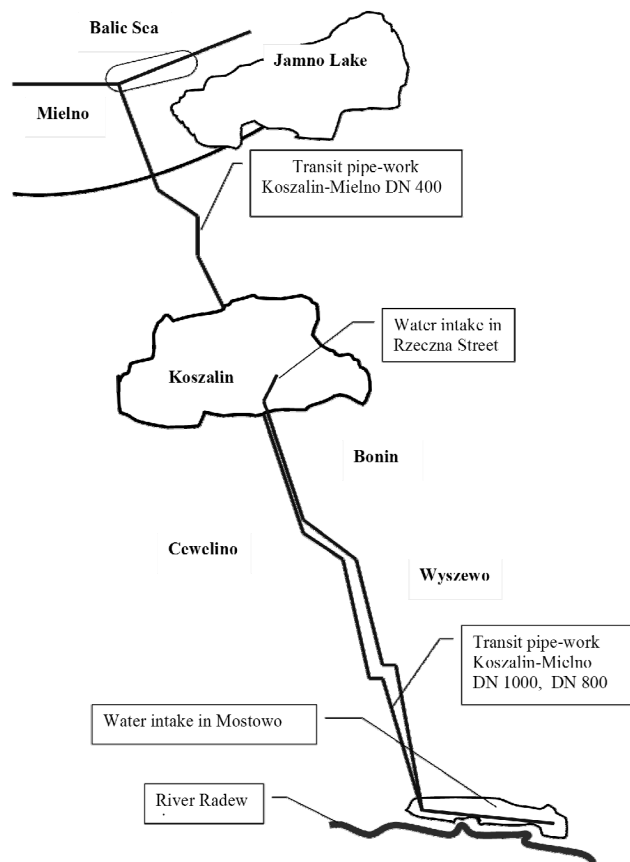 Balic Sea
Jamno Lake
Mielno
Transit pipe-work
Koszalin-Mielno DN 400
Water intake in
Rzeczna Street
Koszalin
Bonin
Cewelino
Wyszewo
Transit pipe-work
Koszalin-Mielno
DN 1000, DN 800
Water intake in Mostowo
River Radew